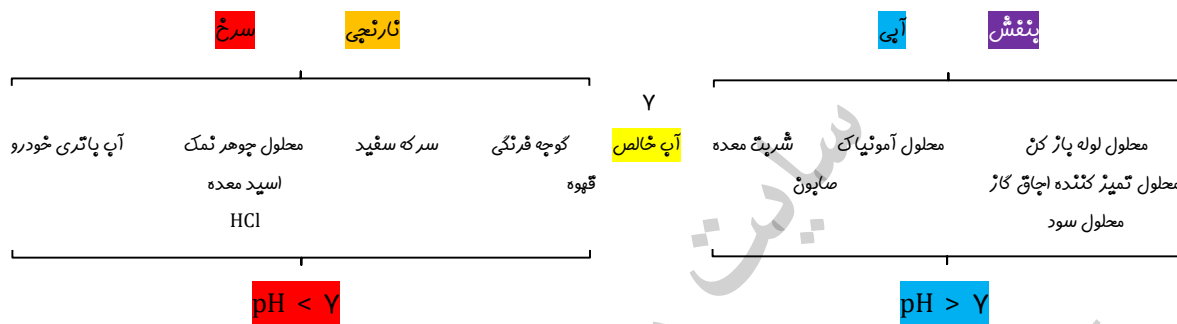 بنفش آبی نارنجی سرخ
۷
محلول لوله باز کن محلول آمونیاک شربت معده آب خالص گوجه فرنگی سرکه سفید محلول جوهر نمک آب باتری خودرو
محلول تمیز کننده اجاق گاز صابون قهوه اسید معده
محلول سود HCl
pH > ۷ pH < ۷
سایت